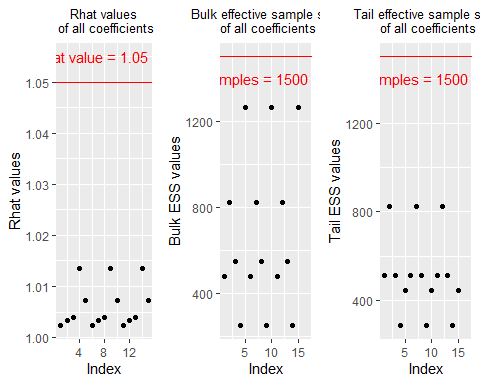 Rhat values
of all coefficients
at value = 1.05
1.05
1.04
1.03
1.02
1.01
1.00
Rhat values
4 8 12
Index
Bulk effective sample s
of all coefficients
mples = 1500
1200
800
400
Bulk ESS values
5 10 15
Index
Tail effective sample s
of all coefficients
mples = 1500
1200
800
400
Tail ESS values
5 10 15
Index